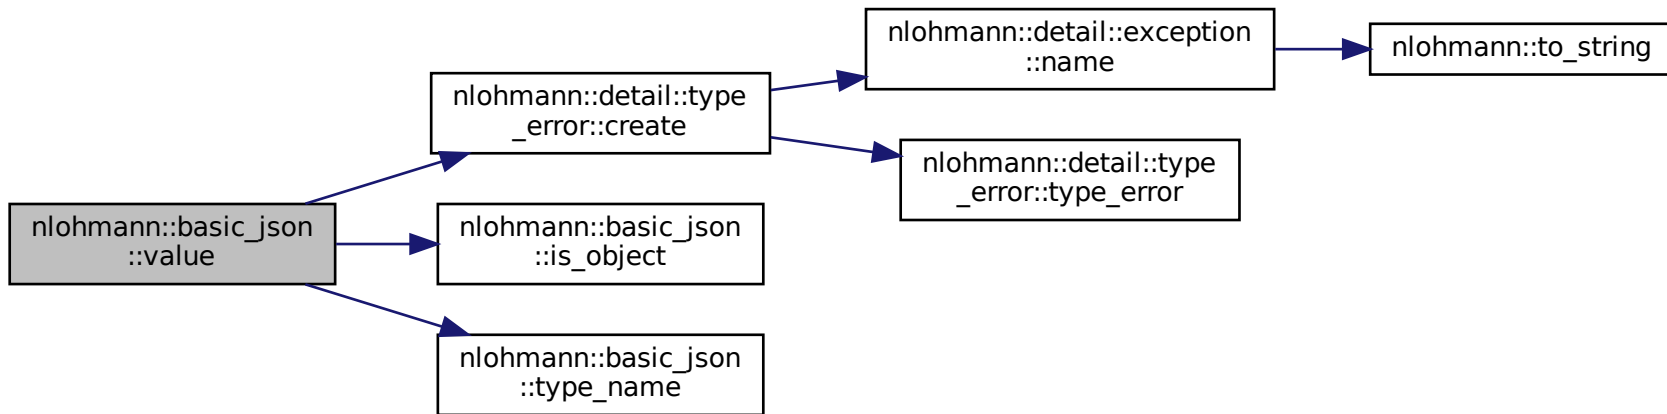 nlohmann::basic_json
::value
nlohmann::detail::type
_error::create
nlohmann::basic_json
::is_object
nlohmann::basic_json
::type_name
nlohmann::detail::exception
::name
nlohmann::detail::type
_error::type_error
nlohmann::to_string